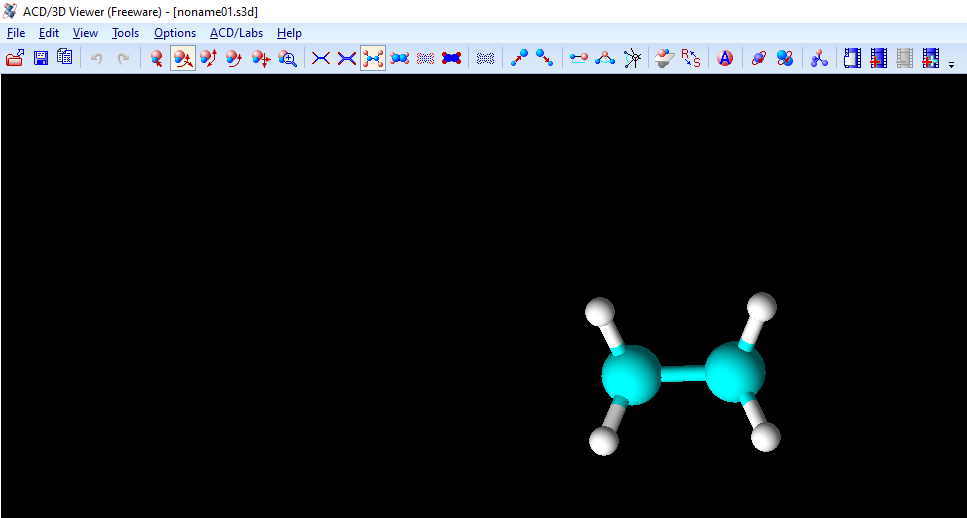 ACD/3D Viewer (Freeware) - [noname01.s3d]
File Edit View Tools Options ACD/Labs Help
R S A